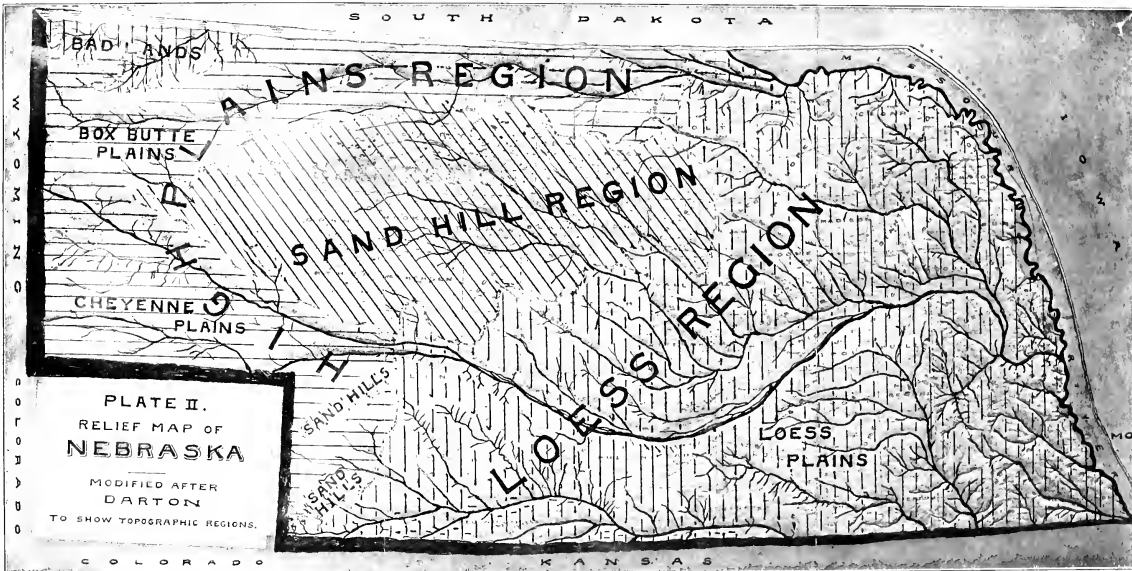 SOUTH DAKOTA
BAD LANDS
HIGH PLAINS REGION
BOX BUTTE
PLAINS
WYOMING
SAND HILL REGION
LOESS REGION
CHEYENNE
PLAINS
SAND HILLS
SAND
HILLS
LOESS
PLAINS
IOWA
MO
COLORADO
PLATE II.
RELIEF MAP OF
NEBRASKA
MODIFIED AFTER
DARTON
TO SHOW TOPOGRAPHIC REGIONS.
COLORADO
KANSAS